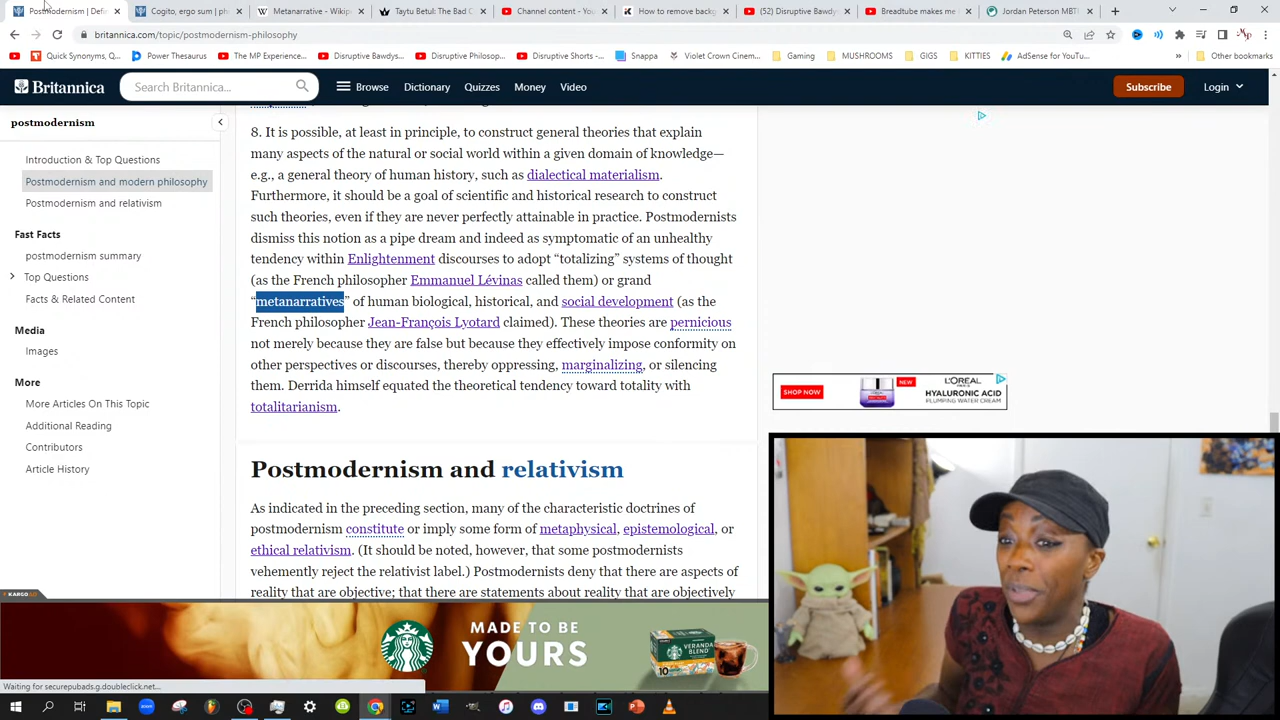 Postmodernism | Defi
Cogito, ergo sum | ph
Metanarrative - Wikip
Taytu Betul: The Bad C
Channel content - You
How to remove backg
(52) Disruptive Bawdys
Breadtube makes me
Jordan Peterson MBTI
britannica.com/topic/postmodernism-philosophy
Quick Synonyms, Q...
Power Thesaurus
The MP Experience...
Disruptive Bawdys...
Disruptive Philosop...
Disruptive Shorts -...
Snappa
Violet Crown Cinem...
Gaming
MUSHROOMS
GIGS
KITTIES
AdSense for YouTu...
»
Other bookmarks
Britannica
Search Britannica...
Browse
Dictionary
Quizzes
Money
Video
Subscribe
Login
postmodernism
Introduction & Top Questions
Postmodernism and modern philosophy
Postmodernism and relativism
Fast Facts
postmodernism summary
Top Questions
Facts & Related Content
Media
Images
More
More Articles On This Topic
Additional Reading
Contributors
Article History
8. It is possible, at least in principle, to construct general theories that explain
many aspects of the natural or social world within a given domain of knowledge—
e.g., a general theory of human history, such as dialectical materialism.
Furthermore, it should be a goal of scientific and historical research to construct
such theories, even if they are never perfectly attainable in practice. Postmodernists
dismiss this notion as a pipe dream and indeed as symptomatic of an unhealthy
tendency within Enlightenment discourses to adopt “totalizing” systems of thought
(as the French philosopher Emmanuel Lévinas called them) or grand
“metanarratives” of human biological, historical, and social development (as the
French philosopher Jean-François Lyotard claimed). These theories are pernicious
not merely because they are false but because they effectively impose conformity on
other perspectives or discourses, thereby oppressing, marginalizing, or silencing
them. Derrida himself equated the theoretical tendency toward totality with
totalitarianism.
Postmodernism and relativism
As indicated in the preceding section, many of the characteristic doctrines of
postmodernism constitute or imply some form of metaphysical, epistemological, or
ethical relativism. (It should be noted, however, that some postmodernists
vehemently reject the relativist label.) Postmodernists deny that there are aspects of
reality that are objective; that there are statements about reality that are objectively
SHOP NOW
NEW
L'ORÉAL
PARIS
HYALURONIC ACID
PLUMPING WATER CREAM
KARGO
MADE TO BE
YOURS
VERANDA
BLEND
10
Waiting for securepubads.g.doubleclick.net...